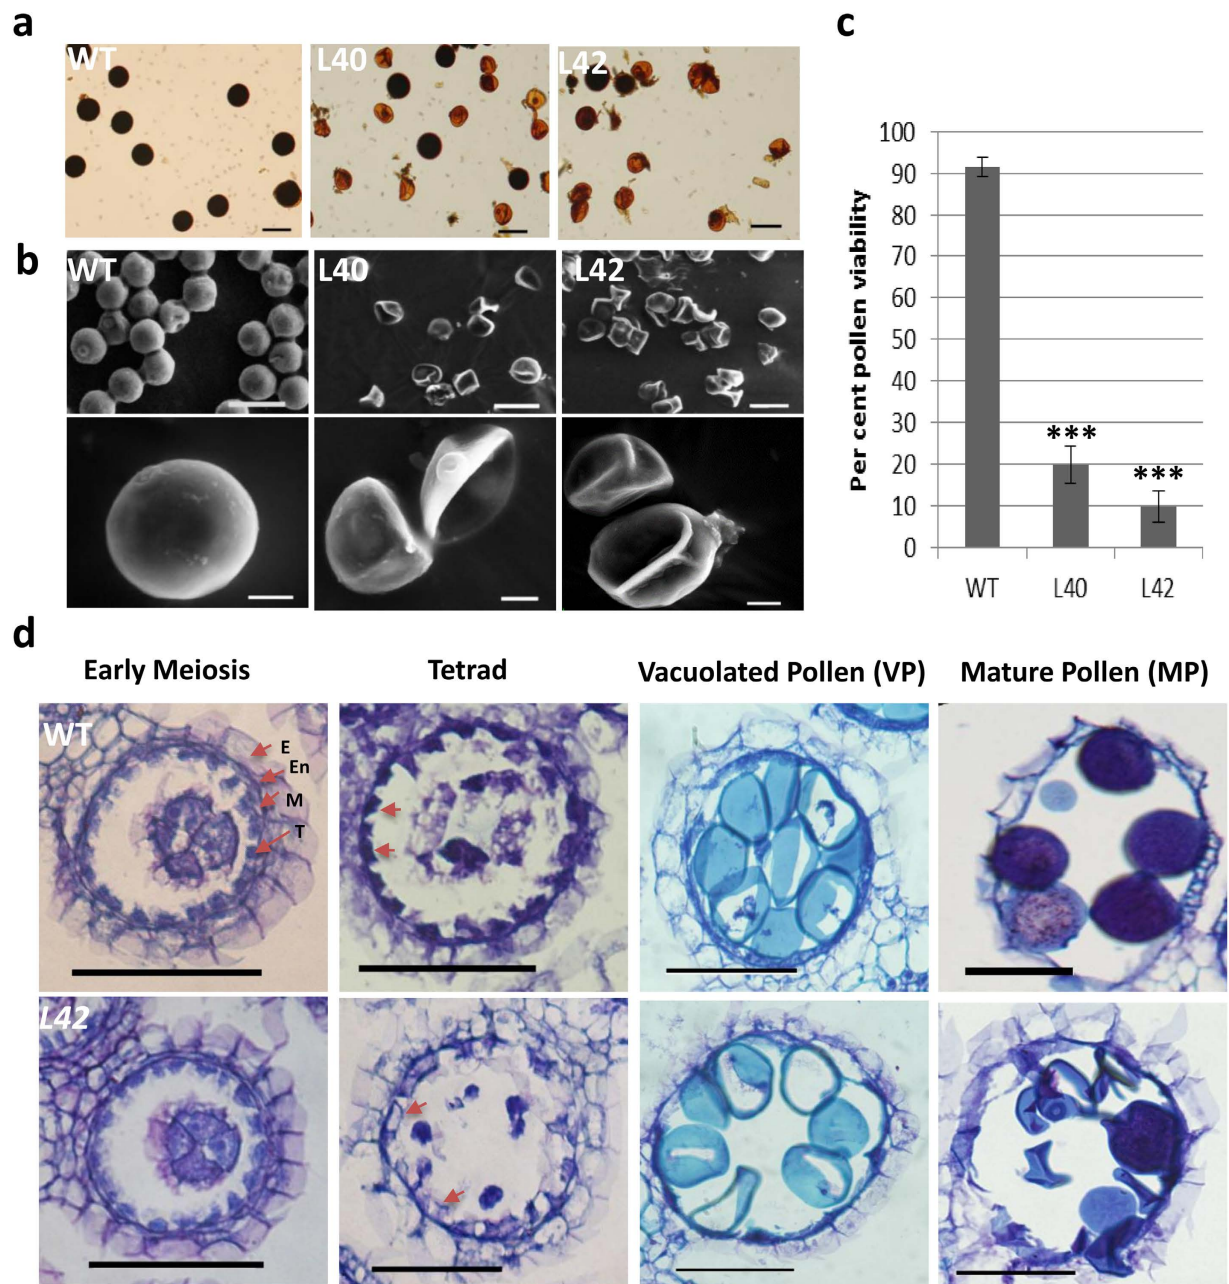 a
WT
L40
L42
b
WT
L40
L42
c
100
90
80
70
60
50
40
30
20
10
0
Per cent pollen viability
***
***
WT
L40
L42
d
Early Meiosis
Tetrad
Vacuolated Pollen (VP)
Mature Pollen (MP)
WT
E
En
M
T
L42